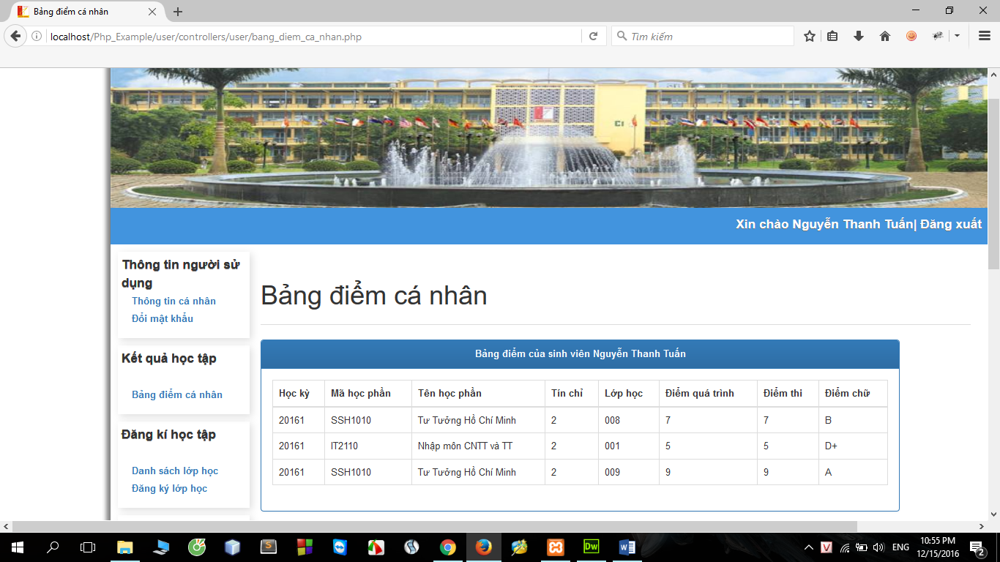 Bảng điểm cá nhân
localhost/Php_Example/user/controllers/user/bang_diem_ca_nhan.php
Tìm kiếm
Xin chào Nguyễn Thanh Tuấn| Đăng xuất
Thông tin người sử
dụng
Thông tin cá nhân
Đổi mật khẩu
Kết quả học tập
Bảng điểm cá nhân
Đăng kí học tập
Danh sách lớp học
Đăng ký lớp học
Bảng điểm cá nhân
Bảng điểm của sinh viên Nguyễn Thanh Tuấn
Học kỳ Mã học phần Tên học phần Tín chỉ Lớp học Điểm quá trình Điểm thi Điểm chữ
20161 SSH1010 Tư Tưởng Hồ Chí Minh 2 008 7 7 B
20161 IT2110 Nhập môn CNTT và TT 2 001 5 5 D+
20161 SSH1010 Tư Tưởng Hồ Chí Minh 2 009 9 9 A
ENG
10:55 PM
12/15/2016
2